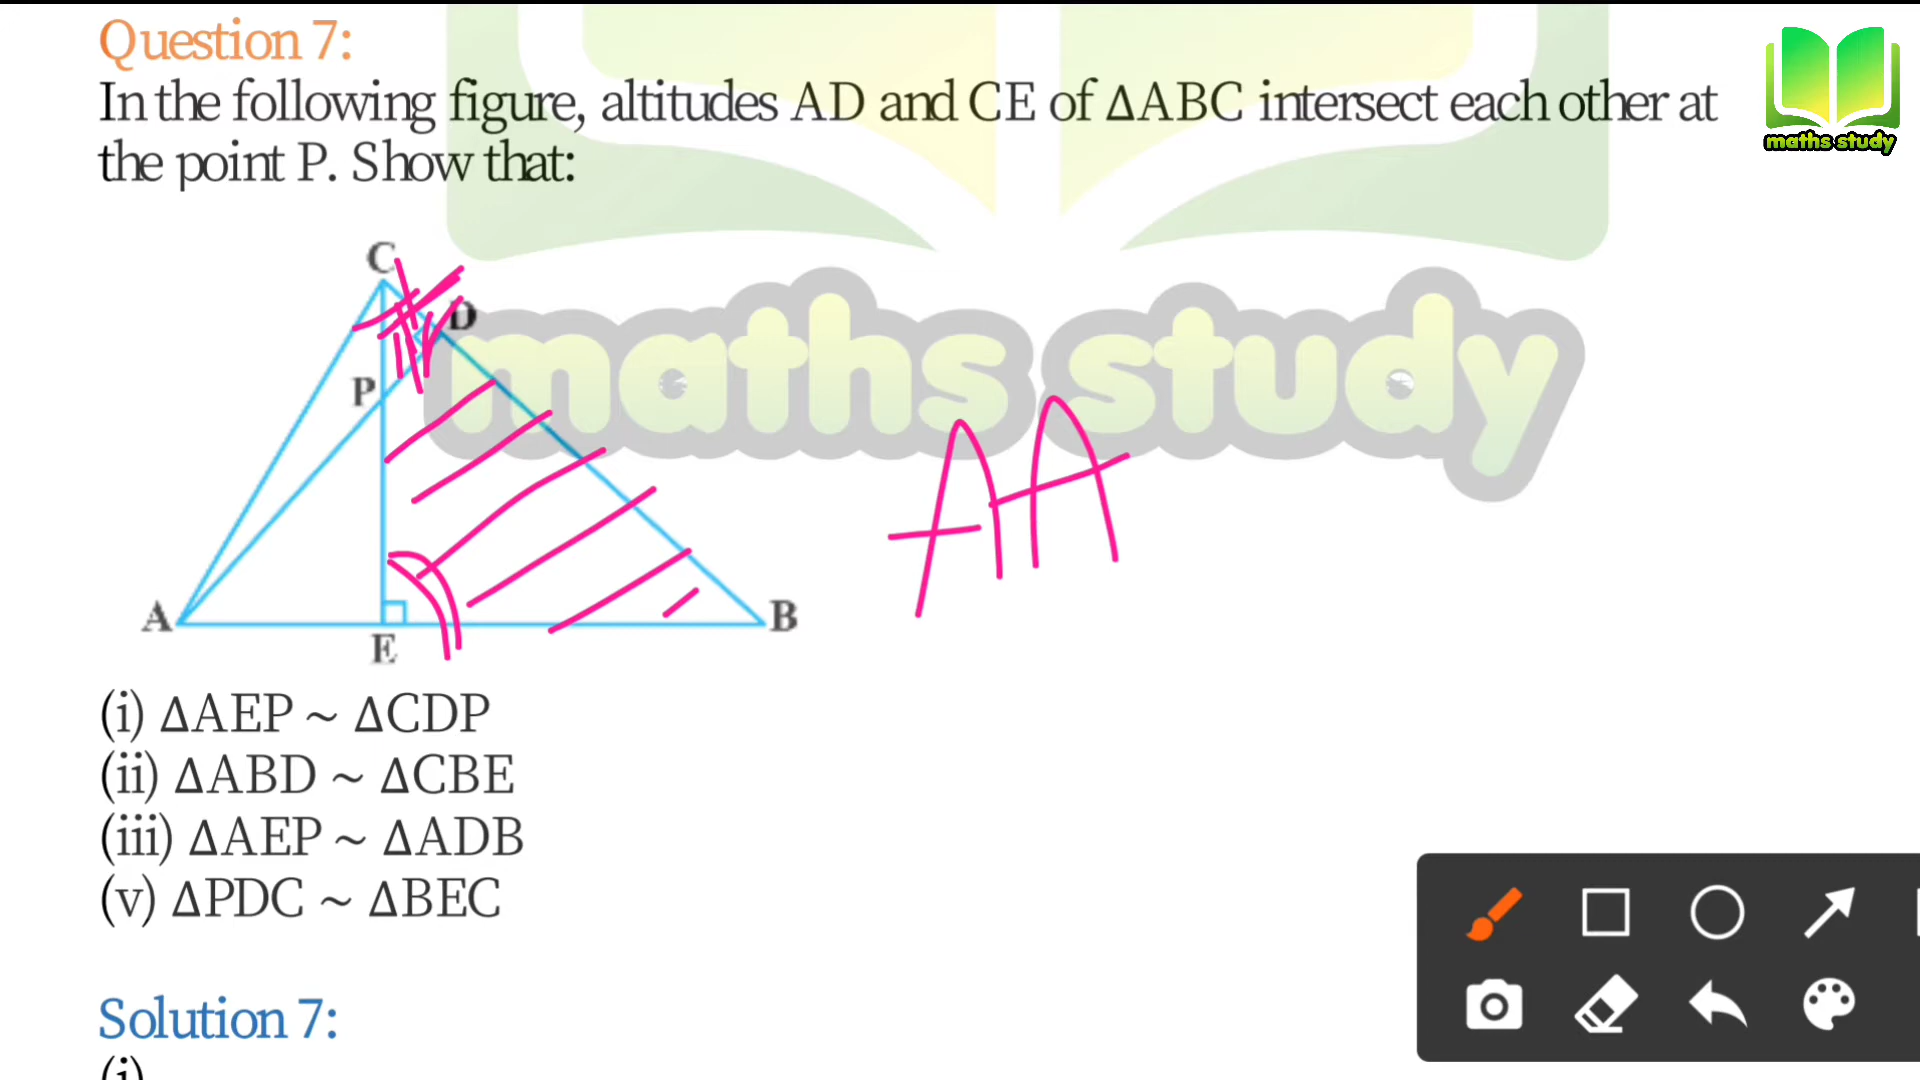 Question 7:
In the following figure, altitudes AD and CE of ΔABC intersect each other at
the point P. Show that:
maths study
maths study
C
D
P
AA
A
B
E
(i) ΔAEP ~ ΔCDP
(ii) ΔABD ~ ΔCBE
(iii) ΔAEP ~ ΔADB
(v) ΔPDC ~ ΔBEC
Solution 7:
(i)